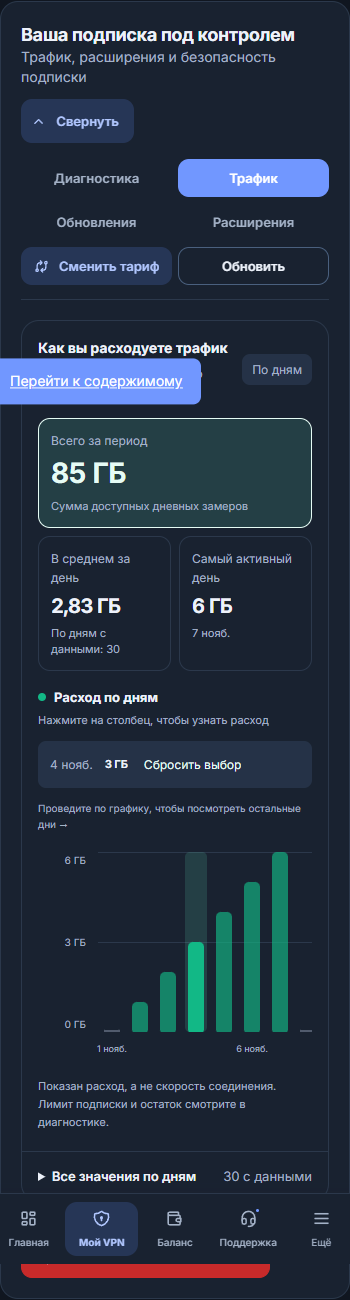 Ваша подписка под контролем
Трафик, расширения и безопасность
подписки
Свернуть
Диагностика
Трафик
Обновления
Расширения
Сменить тариф
Обновить
Как вы расходуете трафик
Перейти к содержимому
По дням
Всего за период
85 ГБ
Сумма доступных дневных замеров
В среднем за
день
2,83 ГБ
По дням с
данными: 30
Самый активный
день
6 ГБ
7 нояб.
Расход по дням
Нажмите на столбец, чтобы узнать расход
4 нояб. 3 ГБ Сбросить выбор
Проведите по графику, чтобы посмотреть остальные
дни →
6 ГБ
3 ГБ
0 ГБ
1 нояб.
6 нояб.
Показан расход, а не скорость соединения.
Лимит подписки и остаток смотрите в
диагностике.
Все значения по дням
30 с данными
Главная
Мой VPN
Баланс
Поддержка
Ещё